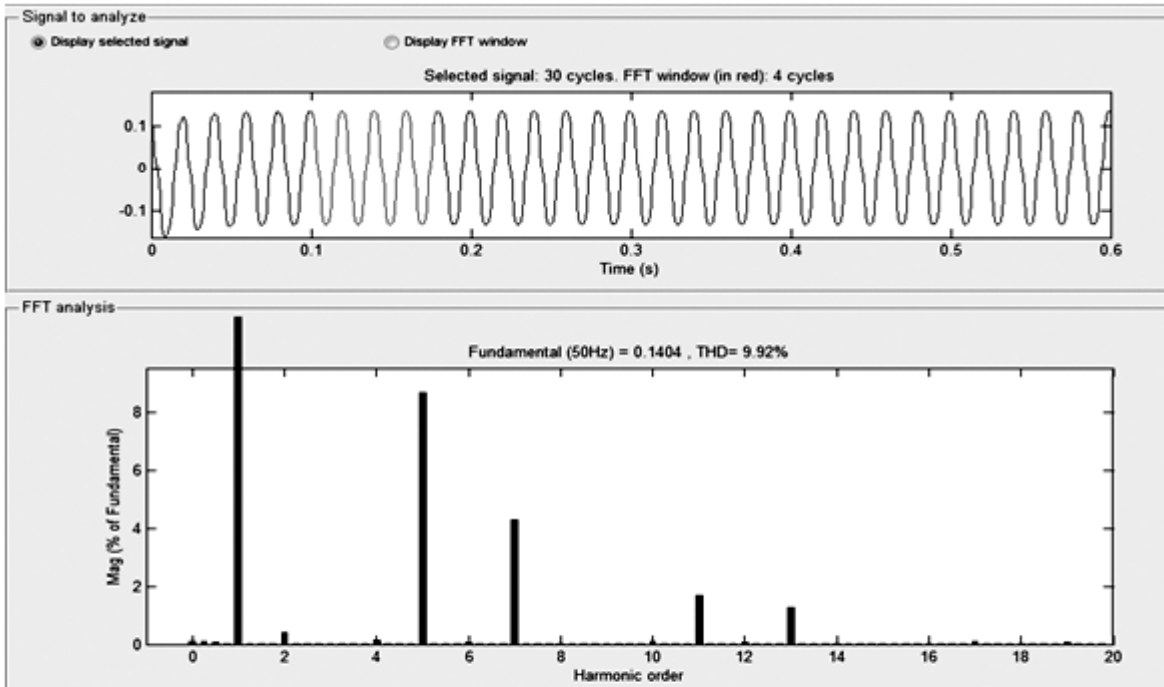 Signal to analyze
Display selected signal
Display FFT window
Selected signal: 30 cycles. FFT window (in red): 4 cycles
0.1
0
-0.1
0 0.1 0.2 0.3 0.4 0.5 0.6
Time (s)
FFT analysis
Fundamental (50Hz) = 0.1404 , THD= 9.92%
Mag (% of Fundamental)
8
6
4
2
0
0 2 4 6 8 10 12 14 16 18 20
Harmonic order